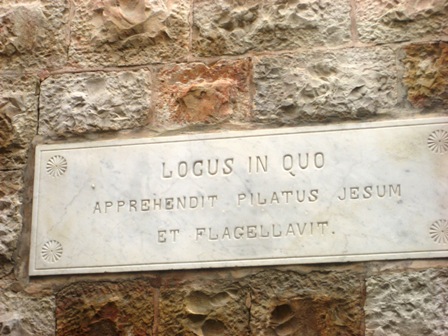 LOCUS IN QUO
APPREHENDIT PILATUS JESUM
ET FLAGELLAVIT.